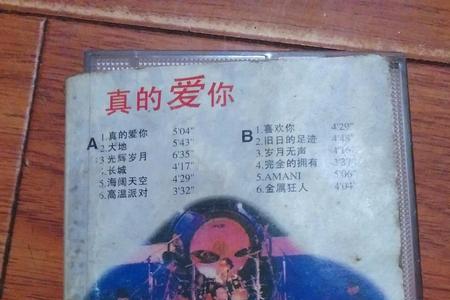 真的爱你
A
1.真的爱你 5'04"
2.大地 5'43"
3.光辉岁月 6'35"
4.长城 4'17"
5.海阔天空 4'29"
6.高温派对 3'32"
B
1.喜欢你 4'29"
2.旧日的足迹 4'48"
3.岁月无声 4'16"
4.完全的拥有 3'37"
5.AMANI 5'06"
6.金属狂人 4'04"